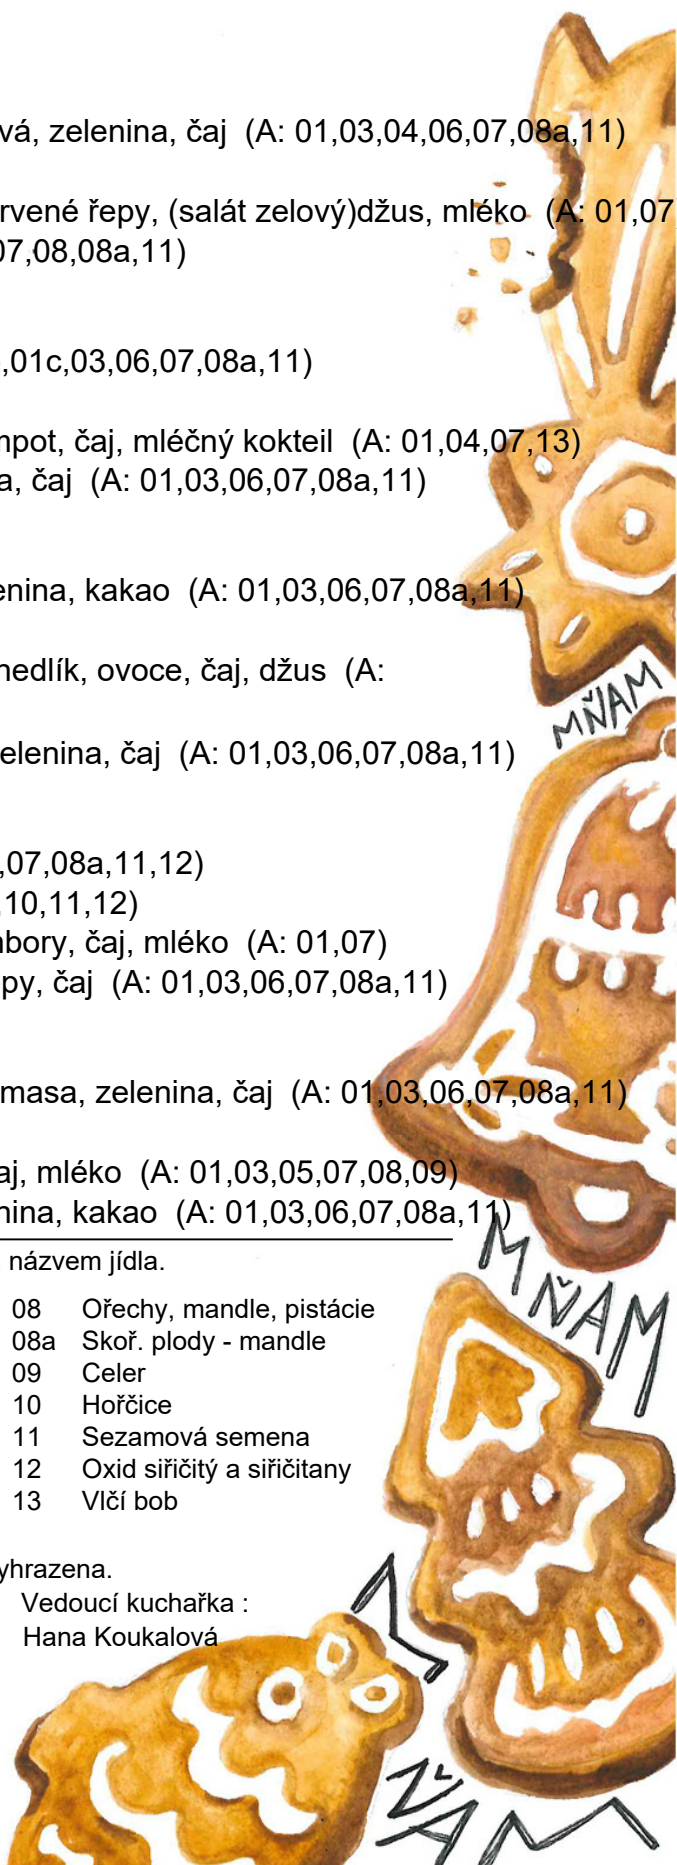 vá, zelenina, čaj (A: 01,03,04,06,07,08a,11)
rvené řepy, (salát zelový)džus, mléko (A: 01,07
07,08,08a,11)
,01c,03,06,07,08a,11)
mpot, čaj, mléčný kokteil (A: 01,04,07,13)
a, čaj (A: 01,03,06,07,08a,11)
enina, kakao (A: 01,03,06,07,08a,11)
nedlík, ovoce, čaj, džus (A:
MŇAM
elenina, čaj (A: 01,03,06,07,08a,11)
,07,08a,11,12)
,10,11,12)
nbory, čaj, mléko (A: 01,07)
py, čaj (A: 01,03,06,07,08a,11)
masa, zelenina, čaj (A: 01,03,06,07,08a,11)
aj, mléko (A: 01,03,05,07,08,09)
nina, kakao (A: 01,03,06,07,08a,11)
názvem jídla.
MŇAM
08 Ořechy, mandle, pistácie
08a Skoř. plody - mandle
09 Celer
10 Hořčice
11 Sezamová semena
12 Oxid siřičitý a siřičitany
13 Vlčí bob
yhrazena.
Vedoucí kuchařka :
Hana Koukalová
MŇAM